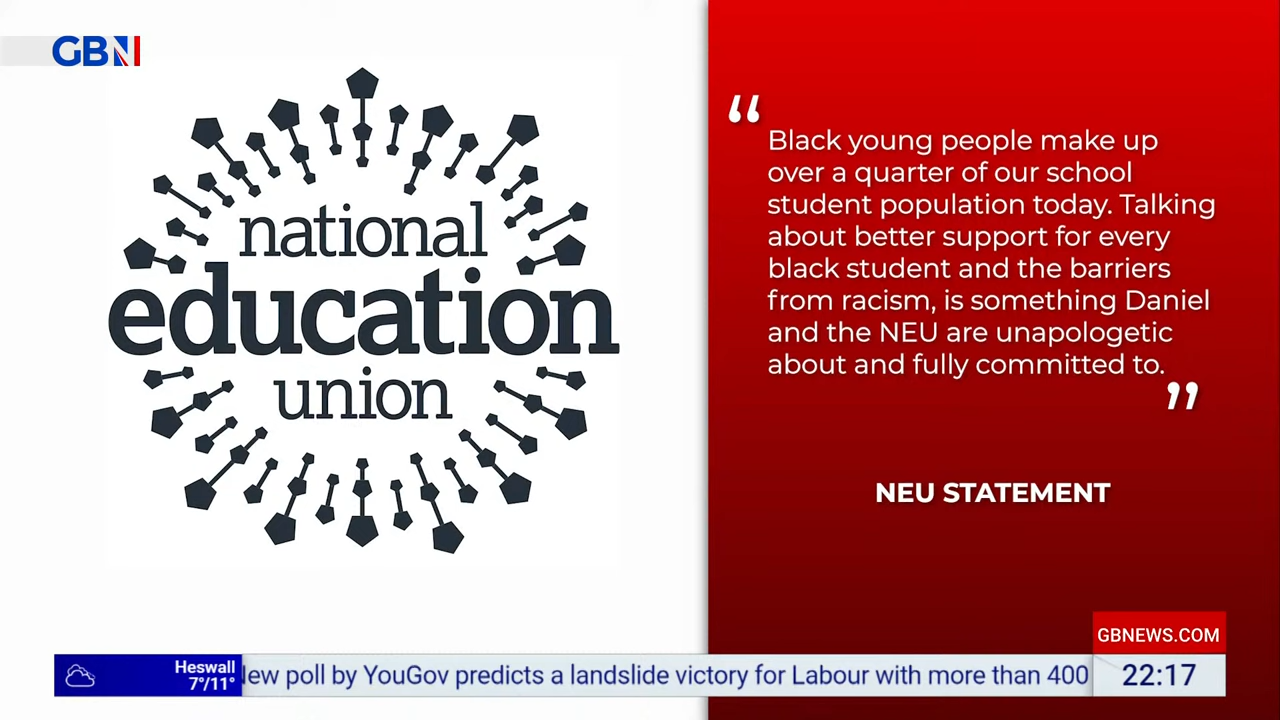 GBN
national
education
union
“
Black young people make up
over a quarter of our school
student population today. Talking
about better support for every
black student and the barriers
from racism, is something Daniel
and the NEU are unapologetic
about and fully committed to.
”
NEU STATEMENT
GBNEWS.COM
Heswall
7°/11°
poll by YouGov predicts a landslide victory for Labour with more than 400
22:17